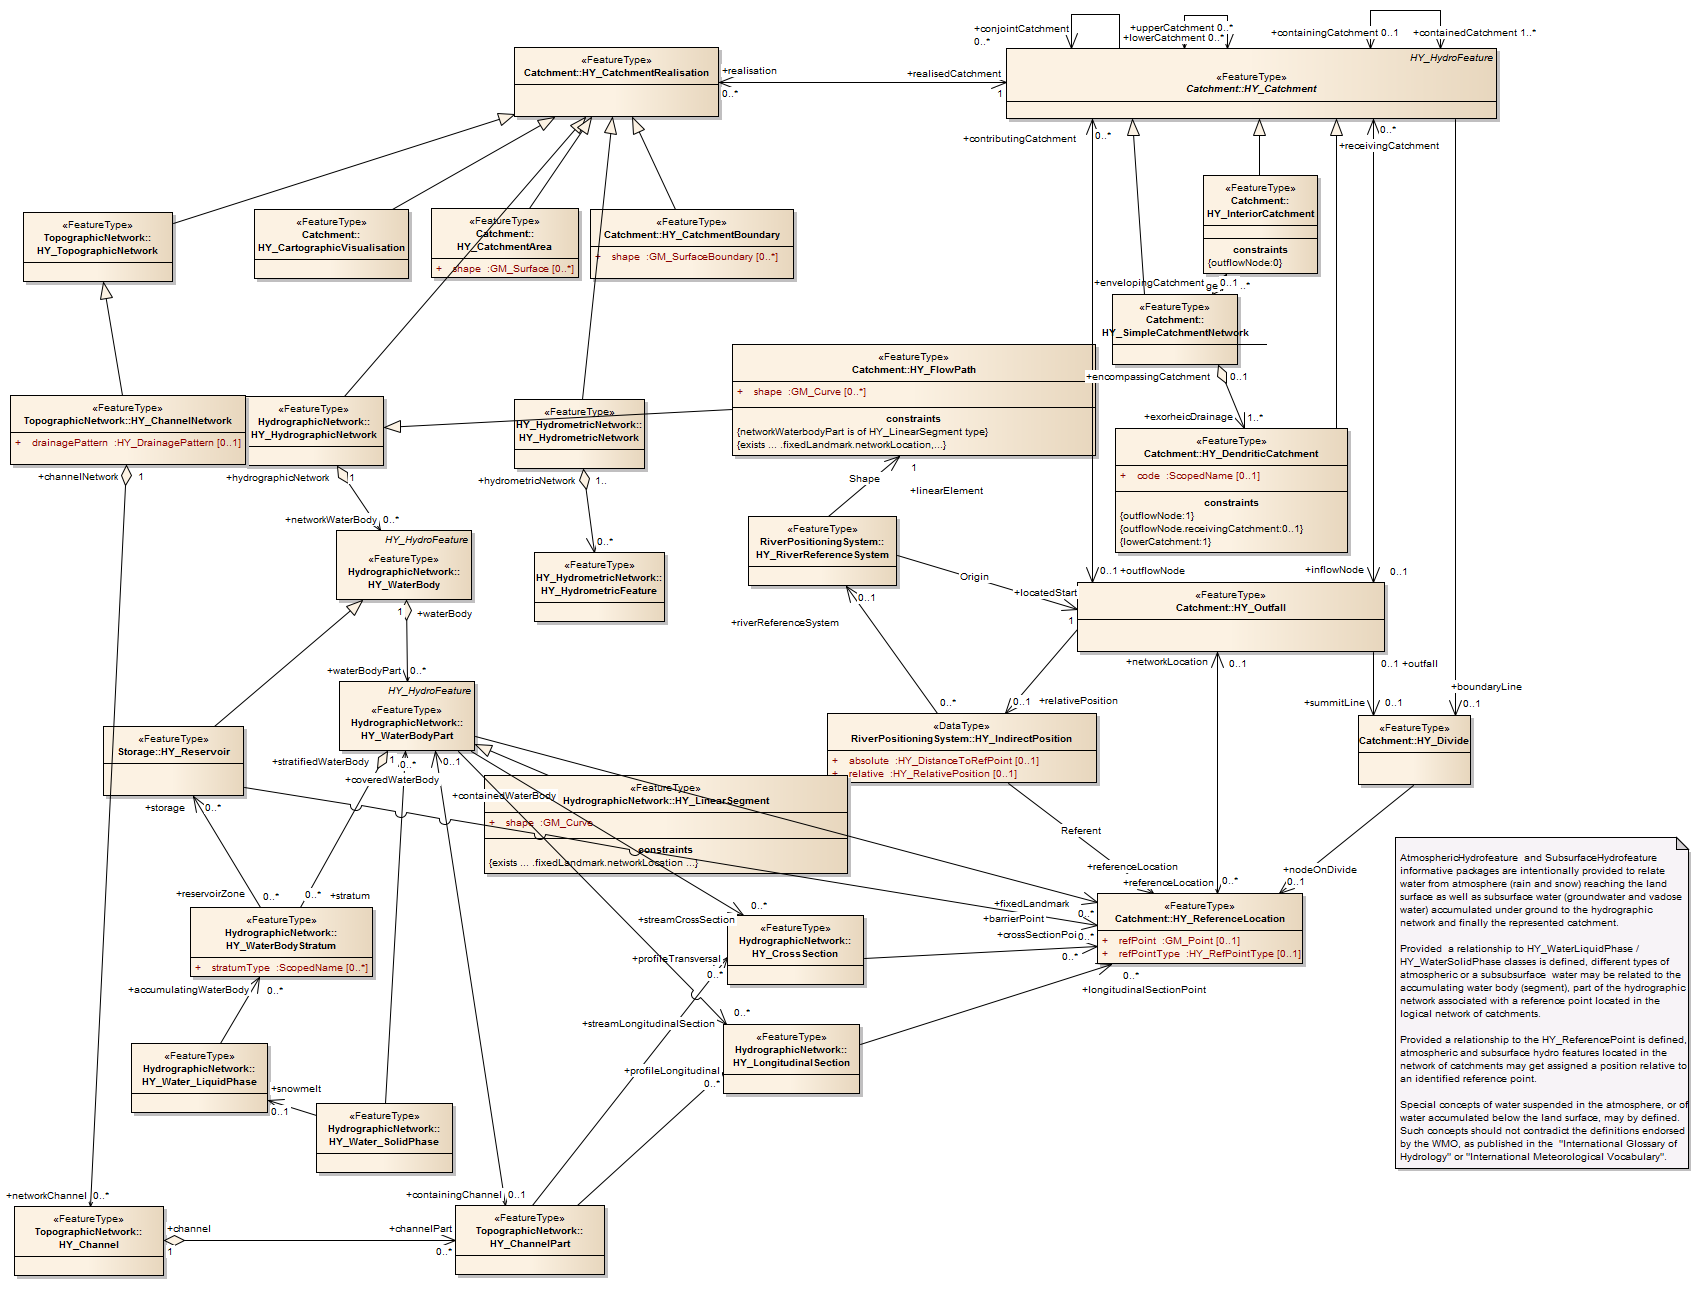 +conjointCatchment
0..*
+upperCatchment 0..*
+lowerCatchment 0..*
+containingCatchment 0..1
+containedCatchment 1..*
«FeatureType»
Catchment::HY_CatchmentRealisation
+realisation
0..*
+realisedCatchment
1
HY_HydroFeature
«FeatureType»
Catchment::HY_Catchment
+contributingCatchment
0..*
0..*
+receivingCatchment
«FeatureType»
Catchment::
HY_InteriorCatchment
constraints
{outflowNode:0}
«FeatureType»
TopographicNetwork::
HY_TopographicNetwork
«FeatureType»
Catchment::
HY_CartographicVisualisation
«FeatureType»
Catchment::
HY_CatchmentArea
+ shape :GM_Surface [0..*]
«FeatureType»
Catchment::HY_CatchmentBoundary
+ shape :GM_SurfaceBoundary [0..*]
+envelopingCatchment
0..1
ge
..*
«FeatureType»
Catchment::
HY_SimpleCatchmentNetwork
+encompassingCatchment
0..1
+exorheicDrainage
1..*
«FeatureType»
Catchment::HY_FlowPath
+ shape :GM_Curve [0..*]
constraints
{networkWaterbodyPart is of HY_LinearSegment type}
{exists ... .fixedLandmark.networkLocation,...}
«FeatureType»
TopographicNetwork::HY_ChannelNetwork
+ drainagePattern :HY_DrainagePattern [0..1]
«FeatureType»
HydrographicNetwork::
HY_HydrographicNetwork
«FeatureType»
HY_HydrometricNetwork::
HY_HydrometricNetwork
«FeatureType»
Catchment::HY_DendriticCatchment
+ code :ScopedName [0..1]
constraints
{outflowNode:1}
{outflowNode.receivingCatchment:0..1}
{lowerCatchment:1}
+channelNetwork
1
+hydrographicNetwork
1
+hydrometricNetwork
1..
Shape
1
+linearElement
+networkWaterBody
0..*
HY_HydroFeature
«FeatureType»
HydrographicNetwork::
HY_WaterBody
0..*
«FeatureType»
HY_HydrometricNetwork::
HY_HydrometricFeature
«FeatureType»
RiverPositioningSystem::
HY_RiverReferenceSystem
Origin
+locatedStart
1
0..1
+outflowNode
+inflowNode
0..1
«FeatureType»
Catchment::HY_Outfall
1
+waterBody
0..1
+riverReferenceSystem
+waterBodyPart
0..*
HY_HydroFeature
«FeatureType»
HydrographicNetwork::
HY_WaterBodyPart
+networkLocation
0..1
0..1
+outfall
+boundaryLine
0..1
+summitLine
0..1
0..*
0..1
+relativePosition
«DataType»
RiverPositioningSystem::HY_IndirectPosition
+ absolute :HY_DistanceToRefPoint [0..1]
+ relative :HY_RelativePosition [0..1]
«FeatureType»
Catchment::HY_Divide
«FeatureType»
Storage::HY_Reservoir
+stratifiedWaterBody
1
0..*
+coveredWaterBody
0..1
+containedWaterBody
«FeatureType»
HydrographicNetwork::HY_LinearSegment
+ shape :GM_Curve
constraints
{exists ... .fixedLandmark.networkLocation ...}
+storage
0..*
Referent
+referenceLocation
+referenceLocation
0..*
+nodeOnDivide
0..1
+reservoirZone
0..*
0..*
+stratum
«FeatureType»
HydrographicNetwork::
HY_WaterBodyStratum
+ stratumType :ScopedName [0..*]
+streamCrossSection
0..*
«FeatureType»
HydrographicNetwork::
HY_CrossSection
+fixedLandmark
0..*
+barrierPoint
+crossSectionPoi
0..*
0..*
«FeatureType»
Catchment::HY_ReferenceLocation
+ refPoint :GM_Point [0..1]
+ refPointType :HY_RefPointType [0..1]
0..*
+longitudinalSectionPoint
+profileTransversal
0..*
+accumulatingWaterBody
0..*
+streamLongitudinalSection
0..*
«FeatureType»
HydrographicNetwork::
HY_LongitudinalSection
+profileLongitudinal
0..*
«FeatureType»
HydrographicNetwork::
HY_Water_LiquidPhase
+snowmelt
0..1
«FeatureType»
HydrographicNetwork::
HY_Water_SolidPhase
+networkChannel
0..*
+containingChannel
0..1
«FeatureType»
TopographicNetwork::
HY_Channel
+channel
1
+channelPart
0..*
«FeatureType»
TopographicNetwork::
HY_ChannelPart
AtmosphericHydrofeature and SubsurfaceHydrofeature
informative packages are intentionally provided to relate
water from atmosphere (rain and snow) reaching the land
surface as well as subsurface water (groundwater and vadose
water) accumulated under ground to the hydrographic
network and finally the represented catchment.
Provided a relationship to HY_WaterLiquidPhase /
HY_WaterSolidPhase classes is defined, different types of
atmospheric or a subsubsurface water may be related to the
accumulating water body (segment), part of the hydrographic
network associated with a reference point located in the
logical network of catchments.
Provided a relationship to the HY_ReferencePoint is defined,
atmospheric and subsurface hydro features located in the
network of catchments may get assigned a position relative to
an identified reference point.
Special concepts of water suspended in the atmosphere, or of
water accumulated below the land surface, may by defined.
Such concepts should not contradict the definitions endorsed
by the WMO, as published in the "International Glossary of
Hydrology" or "International Meteorological Vocabulary".